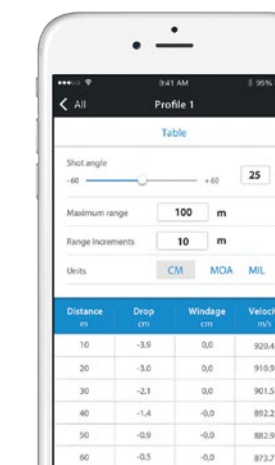 9:41 AM 95%
All Profile 1
Table
Shot angle
- 60 + 60 25
Maximum range 100 m
Range Increments 10 m
Units CM MOA MIL
Distance Drop Windage Velocit
m cm cm m/s
10 -3.9 0,0 920.4
20 -3.0 0,0 910.9
30 -2.1 0,0 901.5
40 -1.4 -0,0 892.2
50 -0.9 -0,0 882.9
60 -0.5 -0,0 873.7